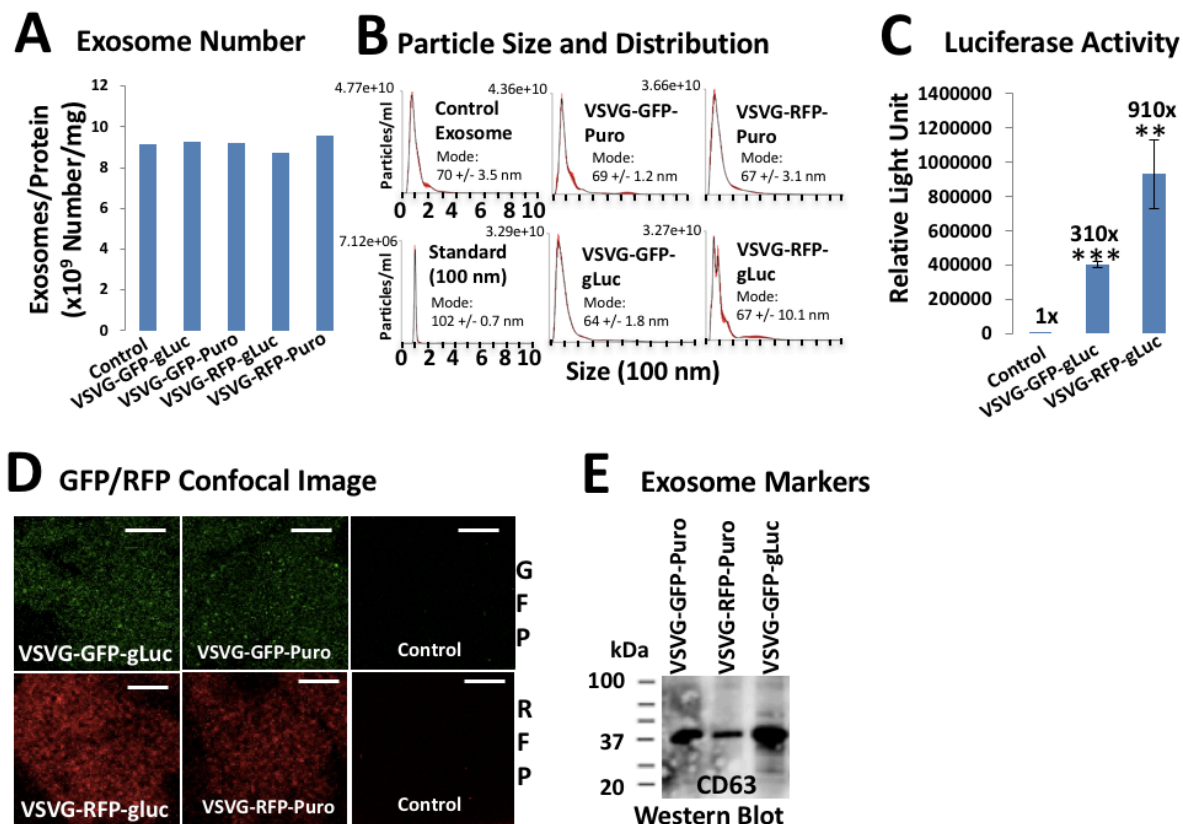 A Exosome Number
Exosomes/Protein
(x10⁹ Number/mg)
12
10
8
6
4
2
0
Control
VSVG-GFP-gLuc
VSVG-GFP-Puro
VSVG-RFP-gLuc
VSVG-RFP-Puro
B Particle Size and Distribution
Particles/ml
4.77e+10
Control
Exosome
Mode:
70 +/- 3.5 nm
0 2 4 6 8 10
4.36e+10
VSVG-GFP-
Puro
Mode:
69 +/- 1.2 nm
0 2 4 6 8 10
3.66e+10
VSVG-RFP-
Puro
Mode:
67 +/- 3.1 nm
0 2 4 6 8 10
Particles/ml
7.12e+06
Standard
(100 nm)
Mode:
102 +/- 0.7 nm
3.29e+10
VSVG-GFP-
gLuc
Mode:
64 +/- 1.8 nm
3.27e+10
VSVG-RFP-
gLuc
Mode:
67 +/- 10.1 nm
Size (100 nm)
C Luciferase Activity
Relative Light Unit
1400000
1200000
1000000
800000
600000
400000
200000
0
1x
310x
***
910x
**
Control
VSVG-GFP-gLuc
VSVG-RFP-gLuc
D GFP/RFP Confocal Image
VSVG-GFP-gLuc
VSVG-GFP-Puro
Control
G
F
P
VSVG-RFP-gluc
VSVG-RFP-Puro
Control
R
F
P
E Exosome Markers
VSVG-GFP-Puro
VSVG-RFP-Puro
VSVG-GFP-gLuc
kDa
100
37
20
CD63
Western Blot